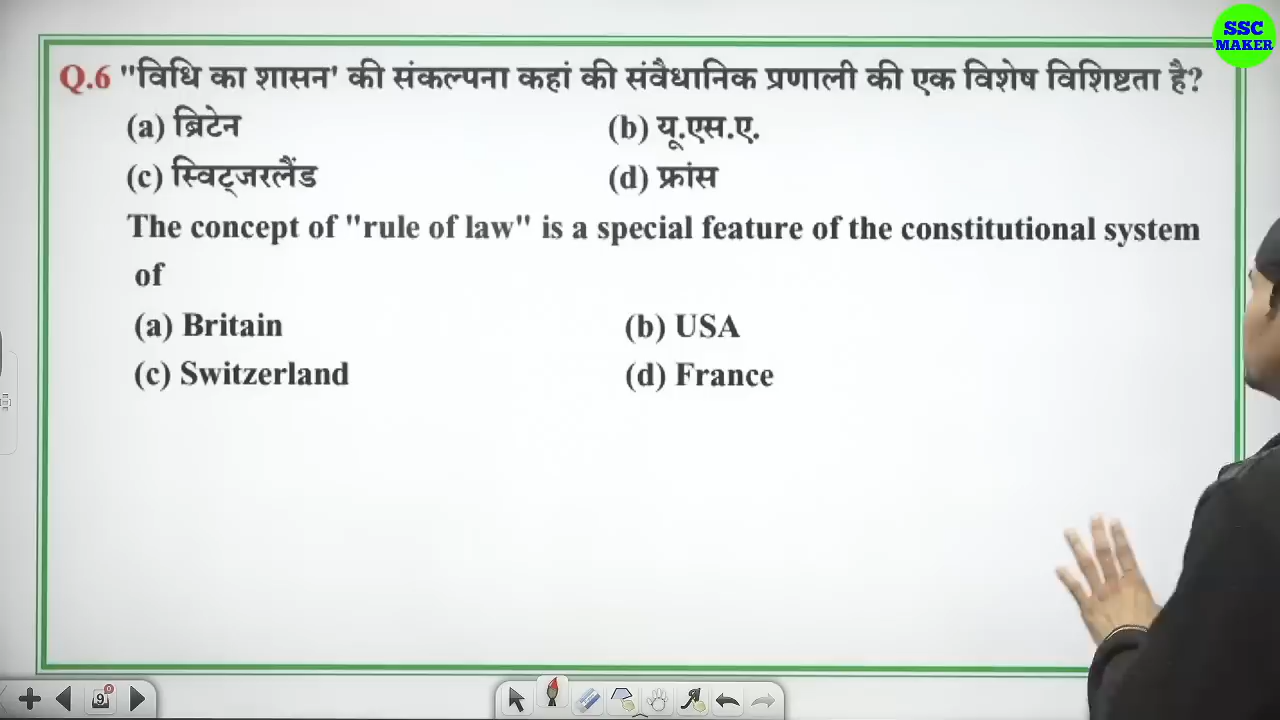 SSC
MAKER
Q.6 "विधि का शासन' की संकल्पना कहां की संवैधानिक प्रणाली की एक विशेष विशिष्टता है?
(a) ब्रिटेन (b) यू.एस.ए.
(c) स्विट्जरलैंड (d) फ्रांस
The concept of "rule of law" is a special feature of the constitutional system
of
(a) Britain (b) USA
(c) Switzerland (d) France
9